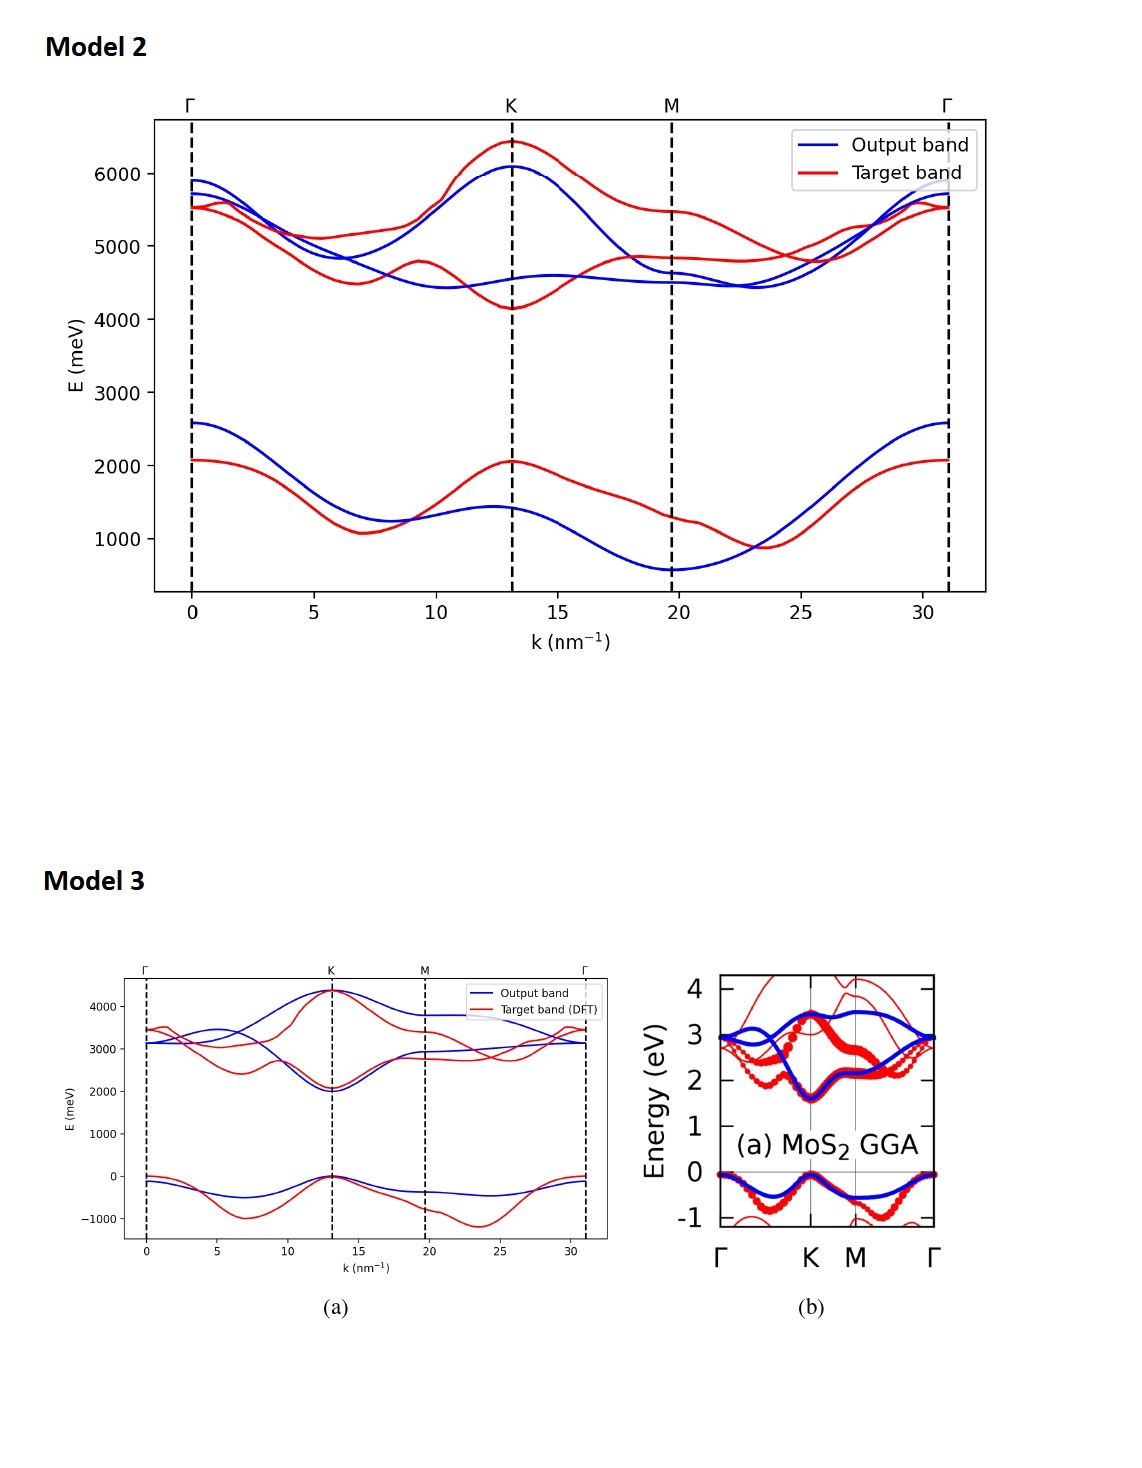 Model 2
Γ K M Γ
Output band
Target band
6000
5000
4000
3000
2000
1000
E (meV)
0 5 10 15 20 25 30
k (nm⁻¹)
Model 3
Γ K M Γ
Output band
Target band (DFT)
4000
3000
2000
1000
0
−1000
E (meV)
0 5 10 15 20 25 30
k (nm⁻¹)
(a)
4
3
2
1
0
-1
Energy (eV)
(a) MoS₂ GGA
Γ K M Γ
(b)